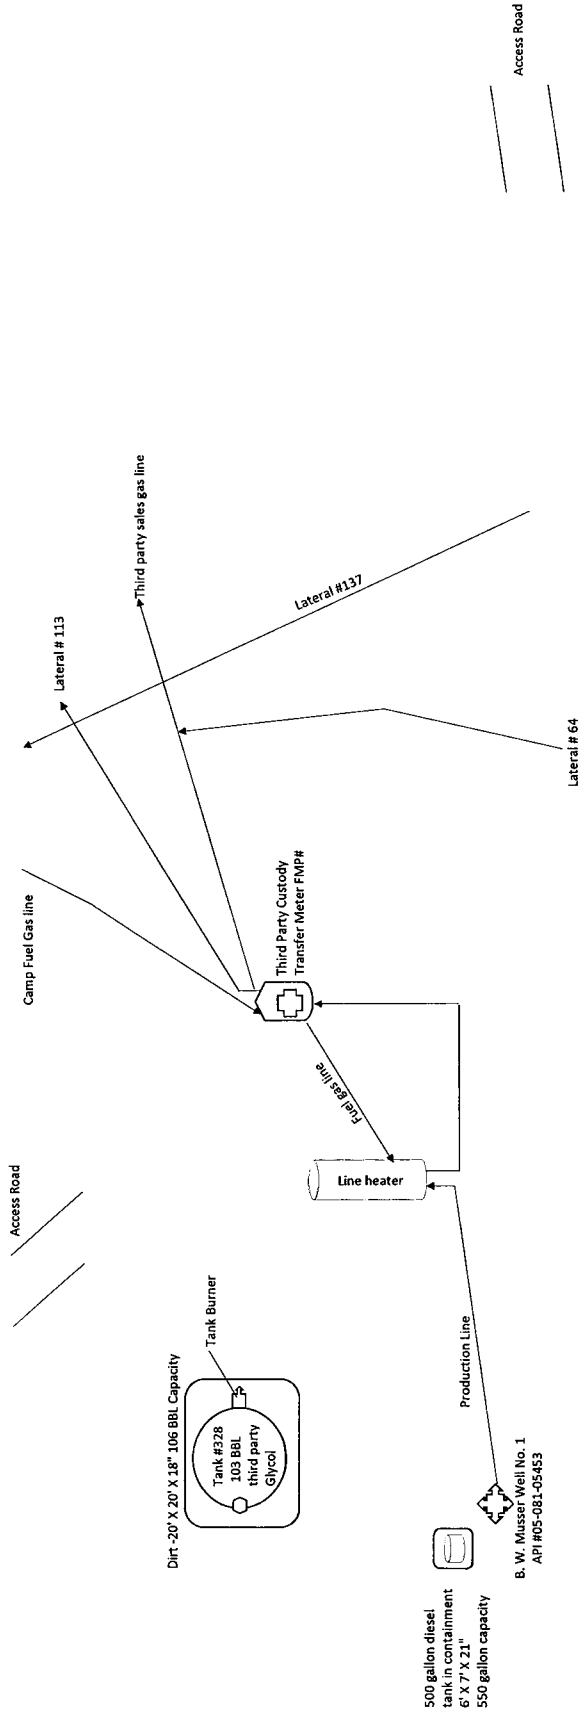 500 gallon diesel
tank in containment
6' X 7' X 21"
550 gallon capacity
B. W. Musser Well No. 1
API #05-081-05453
Production Line
Dirt -20' X 20' X 18" 106 BBL Capacity
Tank #328
103 BBL
third party
Glycol
Tank Burner
Access Road
Line heater
Fuel gas line
Third Party Custody
Transfer Meter FMP#
Camp Fuel Gas line
Lateral # 113
Third party sales gas line
Lateral #137
Lateral # 64
Access Road